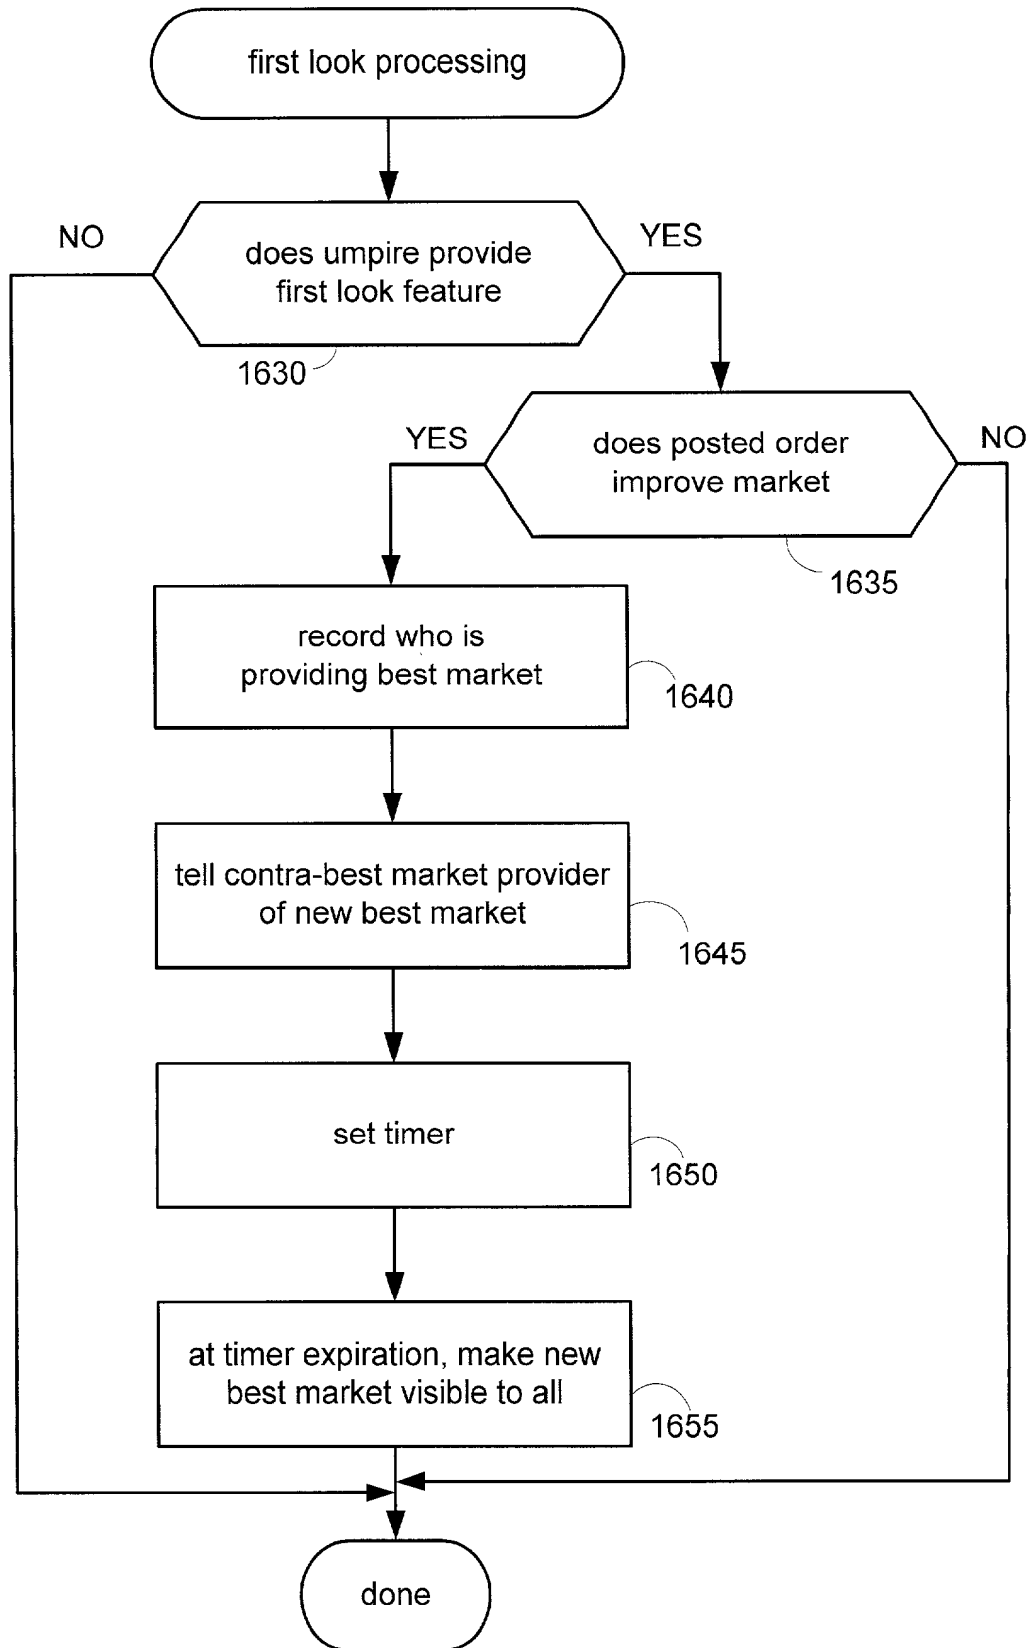 first look processing
NO
YES
does umpire provide
first look feature
1630
YES
NO
does posted order
improve market
1635
record who is
providing best market
1640
tell contra-best market provider
of new best market
1645
set timer
1650
at timer expiration, make new
best market visible to all
1655
done